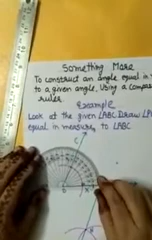 Something More
To construct an angle equal in
to a given angle, Using a compass
ruler.
Example
Look at the given ∠ABC. Draw ∠P
equal in measure to ∠ABC
C
B